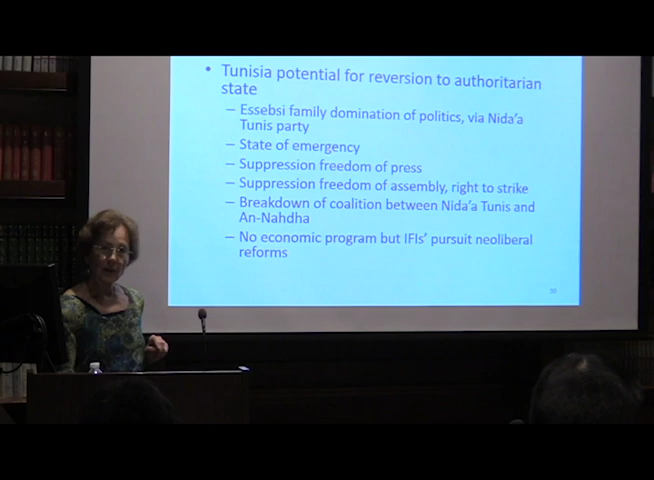 • Tunisia potential for reversion to authoritarian
state
– Essebsi family domination of politics, via Nida'a
Tunis party
– State of emergency
– Suppression freedom of press
– Suppression freedom of assembly, right to strike
– Breakdown of coalition between Nida'a Tunis and
An-Nahdha
– No economic program but IFIs' pursuit neoliberal
reforms